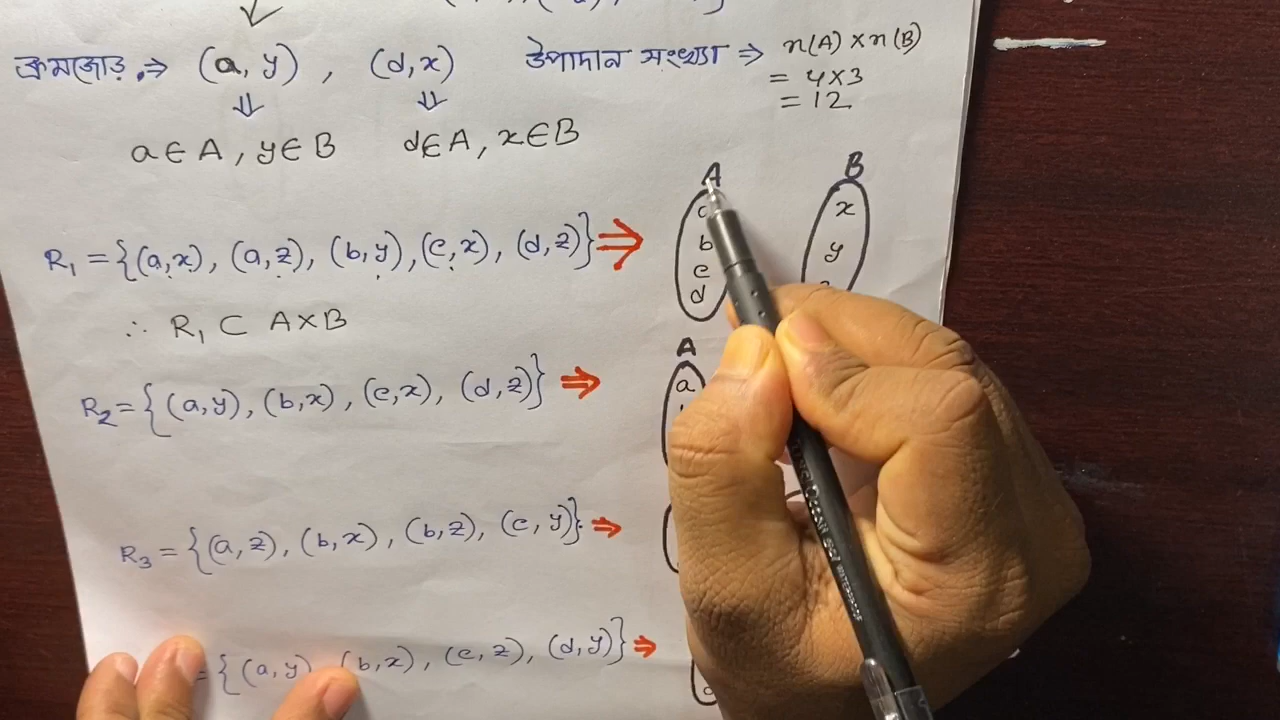 ক্রমজোড় ⇒ (a, y) , (d, x) উপাদান সংখ্যা ⇒ n(A) × n(B)
= 4×3
= 12
⇓ ⇓
a∈A, y∈B d∈A, x∈B
A B
R₁ = {(a,x), (a,z), (b,y), (c,x), (d,z)} ⇒
b
c
d
x
y
∴ R₁ ⊂ A×B
A
a
R₂ = {(a,y), (b,x), (c,x), (d,z)} ⇒
R₃ = {(a,z), (b,x), (b,z), (c,y)} ⇒
= {(a,y), (b,x), (c,z), (d,y)} ⇒